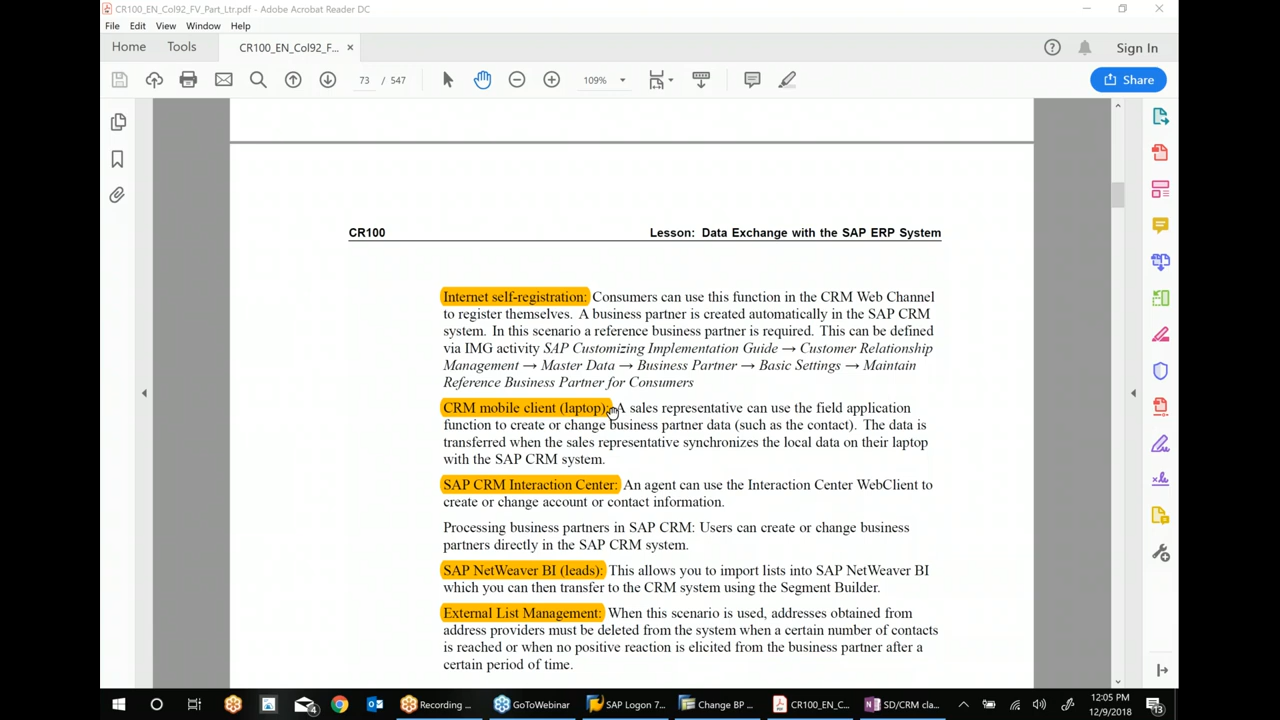 CR100_EN_Col92_FV_Part_Ltr.pdf - Adobe Acrobat Reader DC
File Edit View Window Help
Home Tools CR100_EN_Col92_F... × Sign In
73 / 547 109% Share
CR100 Lesson: Data Exchange with the SAP ERP System
Internet self-registration: Consumers can use this function in the CRM Web Channel
to register themselves. A business partner is created automatically in the SAP CRM
system. In this scenario a reference business partner is required. This can be defined
via IMG activity SAP Customizing Implementation Guide → Customer Relationship
Management → Master Data → Business Partner → Basic Settings → Maintain
Reference Business Partner for Consumers
CRM mobile client (laptop): A sales representative can use the field application
function to create or change business partner data (such as the contact). The data is
transferred when the sales representative synchronizes the local data on their laptop
with the SAP CRM system.
SAP CRM Interaction Center: An agent can use the Interaction Center WebClient to
create or change account or contact information.
Processing business partners in SAP CRM: Users can create or change business
partners directly in the SAP CRM system.
SAP NetWeaver BI (leads): This allows you to import lists into SAP NetWeaver BI
which you can then transfer to the CRM system using the Segment Builder.
External List Management: When this scenario is used, addresses obtained from
address providers must be deleted from the system when a certain number of contacts
is reached or when no positive reaction is elicited from the business partner after a
certain period of time.
4 Recording ... GoToWebinar SAP Logon 7... Change BP ... CR100_EN_C... SD/CRM cla... 12:05 PM
12/9/2018 13